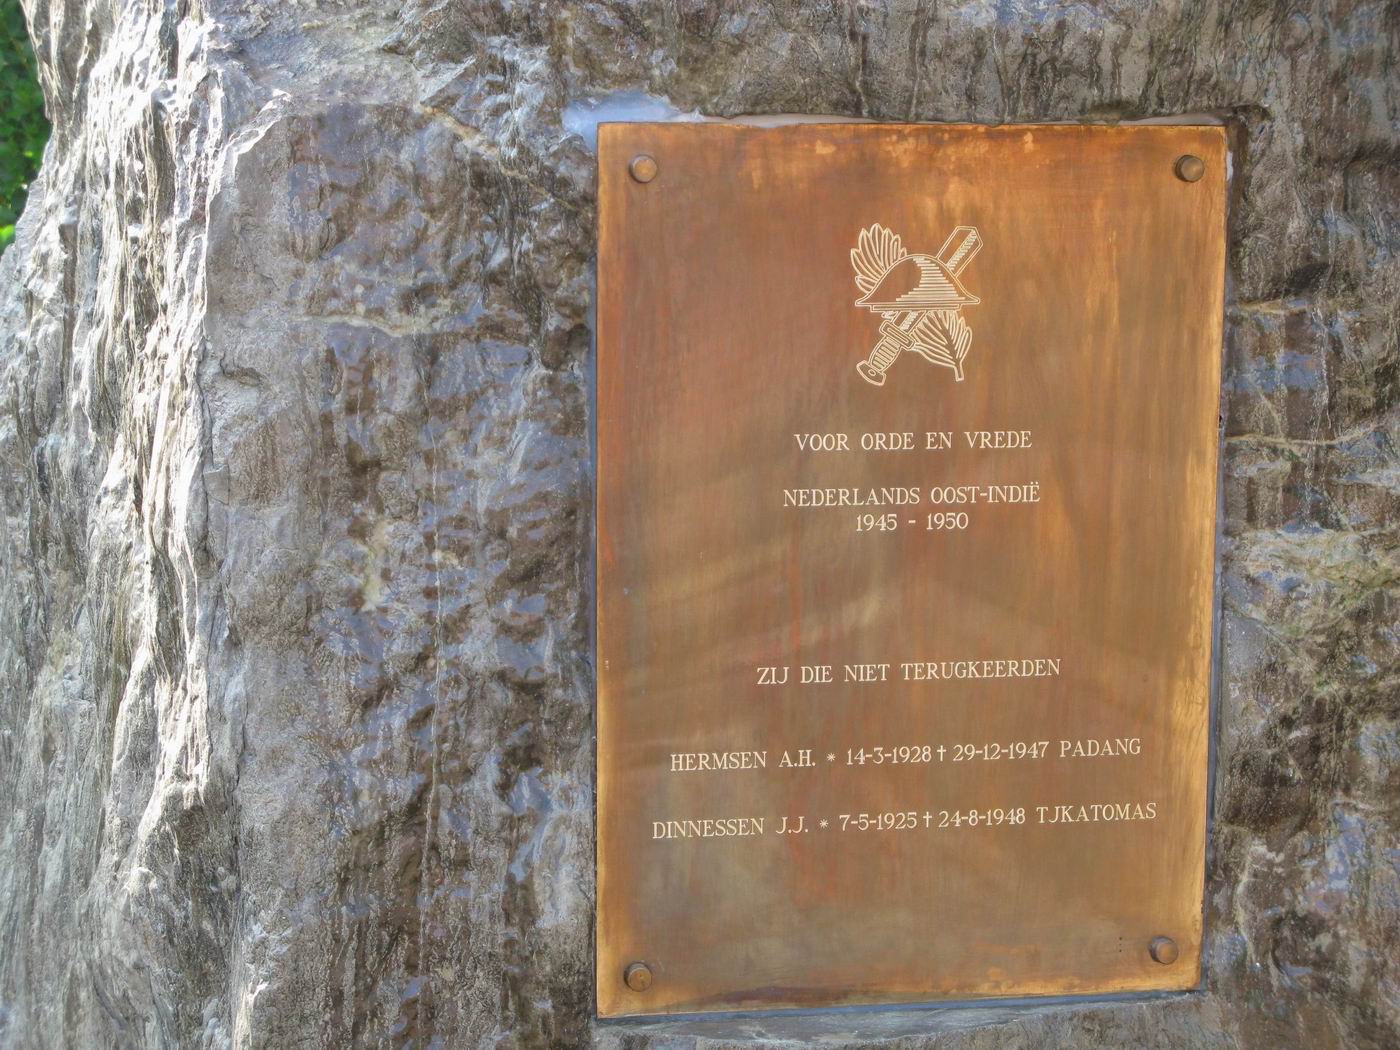 VOOR ORDE EN VREDE
NEDERLANDS OOST-INDIË
1945 - 1950
ZIJ DIE NIET TERUGKEERDEN
HERMSEN A.H. * 14-3-1928 † 29-12-1947 PADANG
DINNESSEN J.J. * 7-5-1925 † 24-8-1948 TJKATOMAS